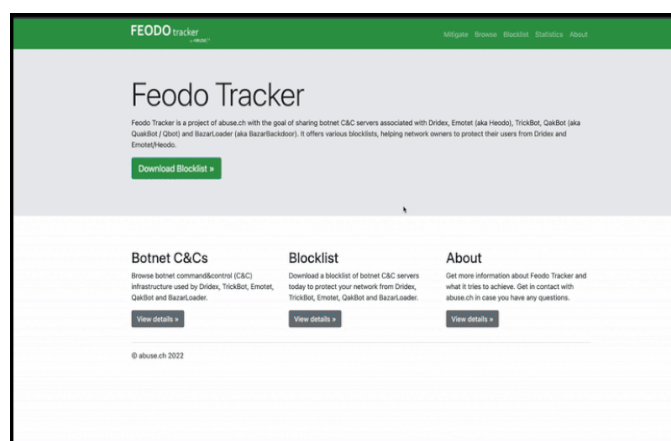 FEODO tracker
by ABUSE
Mitigate Browse Blocklist Statistics About
Feodo Tracker
Feodo Tracker is a project of abuse.ch with the goal of sharing botnet C&C servers associated with Dridex, Emotet (aka Heodo), TrickBot, QakBot (aka
QuakBot / Qbot) and BazarLoader (aka BazarBackdoor). It offers various blocklists, helping network owners to protect their users from Dridex and
Emotet/Heodo.
Download Blocklist »
Botnet C&Cs
Browse botnet command&control (C&C)
infrastructure used by Dridex, TrickBot, Emotet,
QakBot and BazarLoader.
View details »
Blocklist
Download a blocklist of botnet C&C servers
today to protect your network from Dridex,
TrickBot, Emotet, QakBot and BazarLoader.
View details »
About
Get more information about Feodo Tracker and
what it tries to achieve. Get in contact with
abuse.ch in case you have any questions.
View details »
© abuse.ch 2022